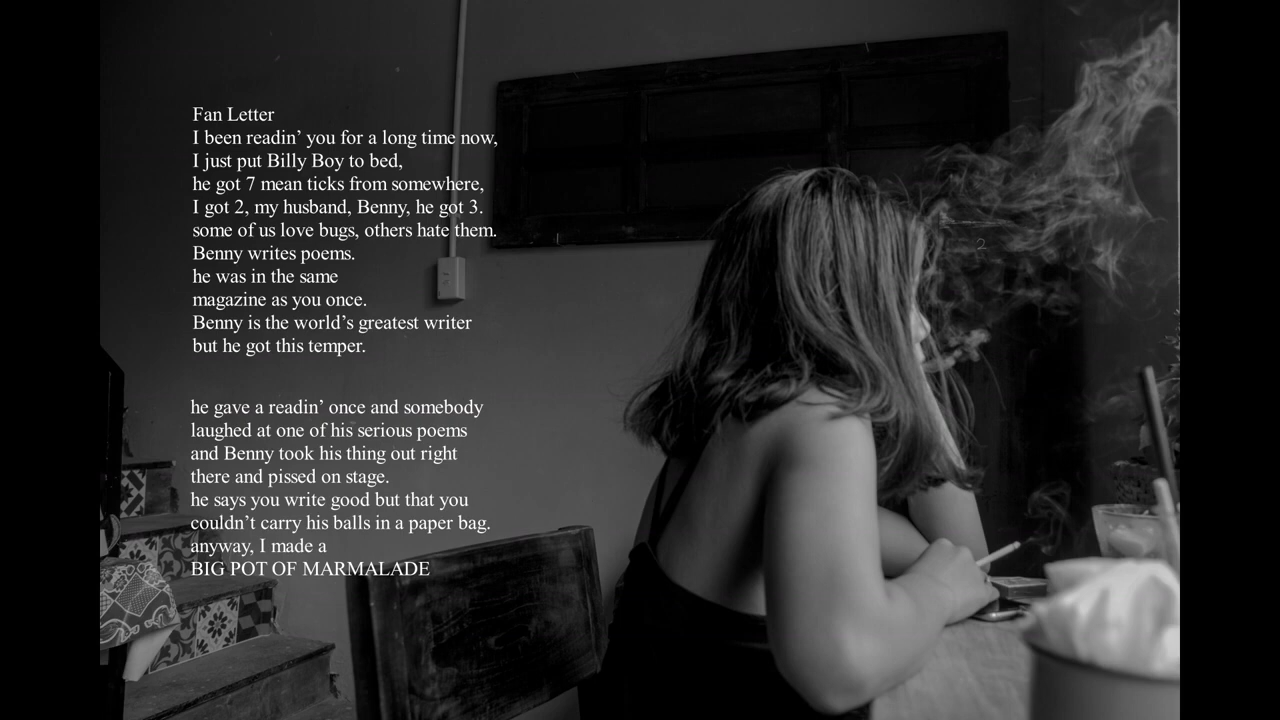 Fan Letter
I been readin’ you for a long time now,
I just put Billy Boy to bed,
he got 7 mean ticks from somewhere,
I got 2, my husband, Benny, he got 3.
some of us love bugs, others hate them.
Benny writes poems.
he was in the same
magazine as you once.
Benny is the world’s greatest writer
but he got this temper.
he gave a readin’ once and somebody
laughed at one of his serious poems
and Benny took his thing out right
there and pissed on stage.
he says you write good but that you
couldn’t carry his balls in a paper bag.
anyway, I made a
BIG POT OF MARMALADE
2